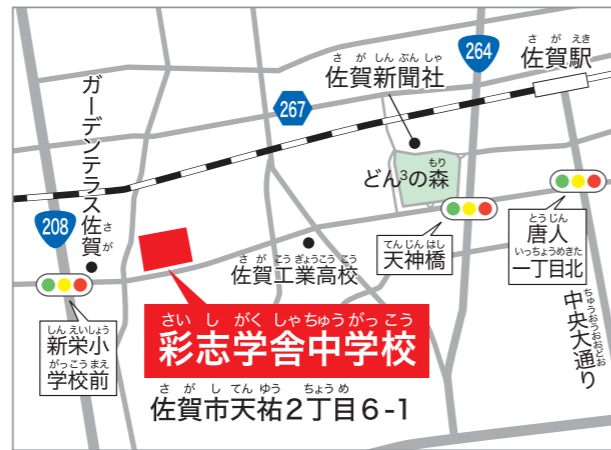 264
さがえき
佐賀駅
さがしんぶんしゃ
佐賀新聞社
267
ガーデンテラス佐賀
さが
もり
どん3の森
208
てんじんはし
天神橋
とうじん
唐人
いっちょうめきた
一丁目北
さがこうぎょうこうこう
佐賀工業高校
ちゅうおうおおどお
中央大通り
しんえいしょう
新栄小
がっこうまえ
学校前
さいしがくしゃちゅうがっこう
彩志学舎中学校
さがしてんゆうちょうめ
佐賀市天祐2丁目6-1